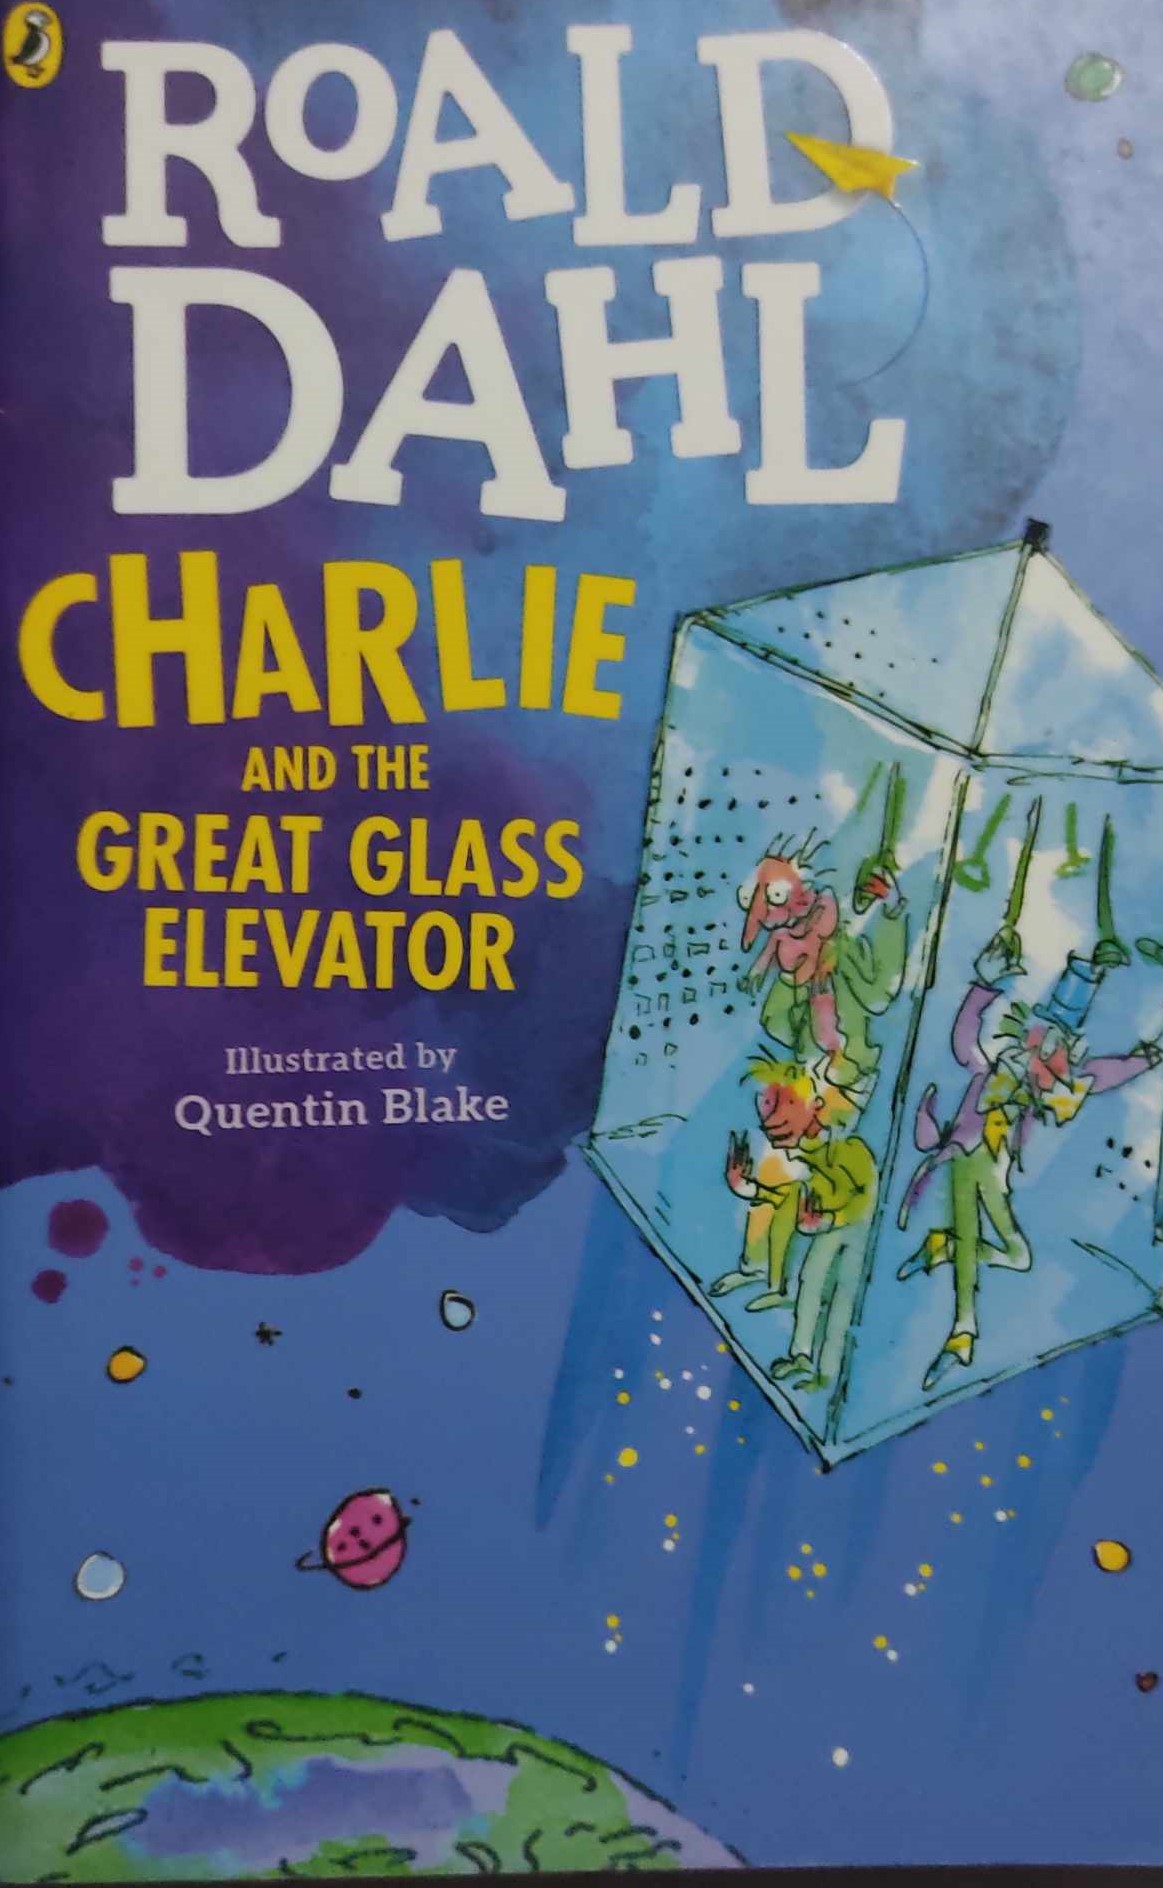 ROALD
DAHL
CHARLIE
AND THE
GREAT GLASS
ELEVATOR
Illustrated by
Quentin Blake